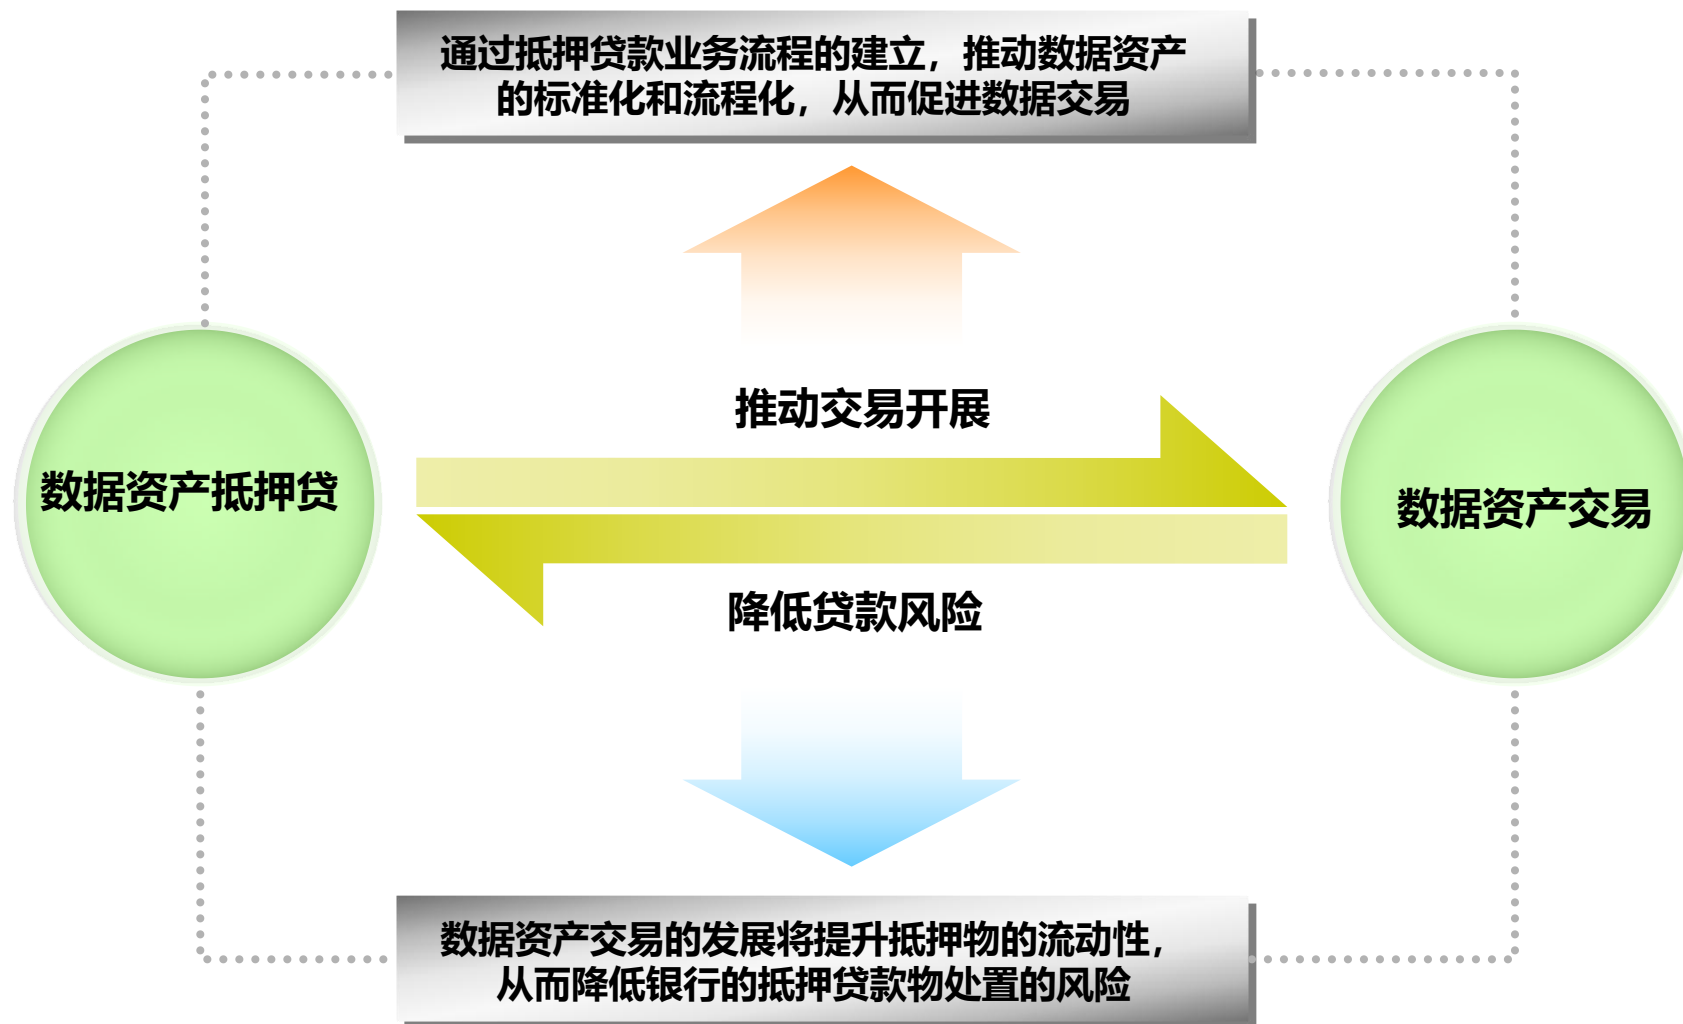 通过抵押贷款业务流程的建立，推动数据资产
的标准化和流程化，从而促进数据交易
推动交易开展
数据资产抵押贷
数据资产交易
降低贷款风险
数据资产交易的发展将提升抵押物的流动性，
从而降低银行的抵押贷款物处置的风险